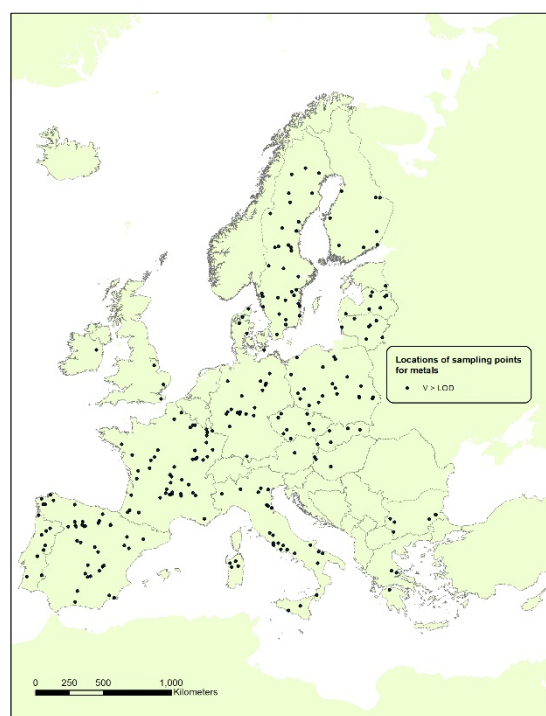 Locations of sampling points
for metals
V > LOD
0 250 500 1,000
Kilometers